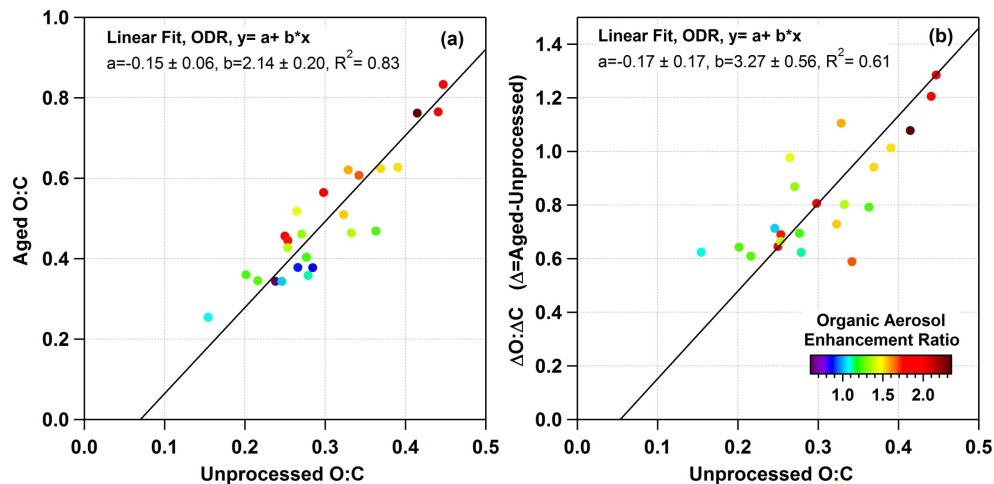 Linear Fit, ODR, y= a+ b*x
(a)
a=-0.15 ± 0.06, b=2.14 ± 0.20, R² = 0.83
1.0
0.8
0.6
0.4
0.2
0.0
Aged O:C
0.0 0.1 0.2 0.3 0.4 0.5
Unprocessed O:C
Linear Fit, ODR, y= a+ b*x
(b)
a=-0.17 ± 0.17, b=3.27 ± 0.56, R² = 0.61
1.4
1.2
1.0
0.8
0.6
0.4
0.2
0.0
ΔO:ΔC (Δ=Aged-Unprocessed)
Organic Aerosol
Enhancement Ratio
1.0 1.5 2.0
0.0 0.1 0.2 0.3 0.4 0.5
Unprocessed O:C